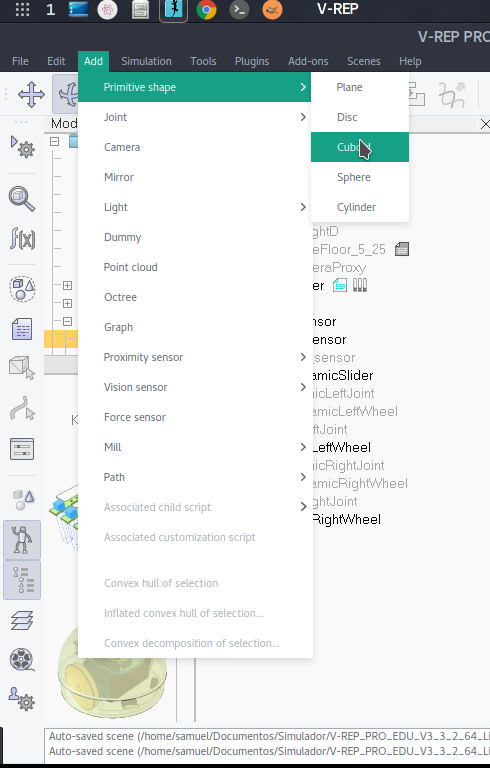 1
V-REP
V-REP PRO
File Edit Add Simulation Tools Plugins Add-ons Scenes Help
Primitive shape
Joint
Camera
Mirror
Light
Dummy
Point cloud
Octree
Graph
Proximity sensor
Vision sensor
Force sensor
Mill
Path
Associated child script
Associated customization script
Convex hull of selection
Inflated convex hull of selection...
Convex decomposition of selection...
Plane
Disc
Cuboid
Sphere
Cylinder
Mod
f(x)
K
ghtD
eFloor_5_25
eraProxy
er
nsor
ensor
_sensor
amicSlider
micLeftJoint
amicLeftWheel
ftJoint
LeftWheel
micRightJoint
amicRightWheel
ghtJoint
RightWheel
Auto-saved scene (/home/samuel/Documentos/Simulador/V-REP_PRO_EDU_V3_3_2_64_Li
Auto-saved scene (/home/samuel/Documentos/Simulador/V-REP_PRO_EDU_V3_3_2_64_Li